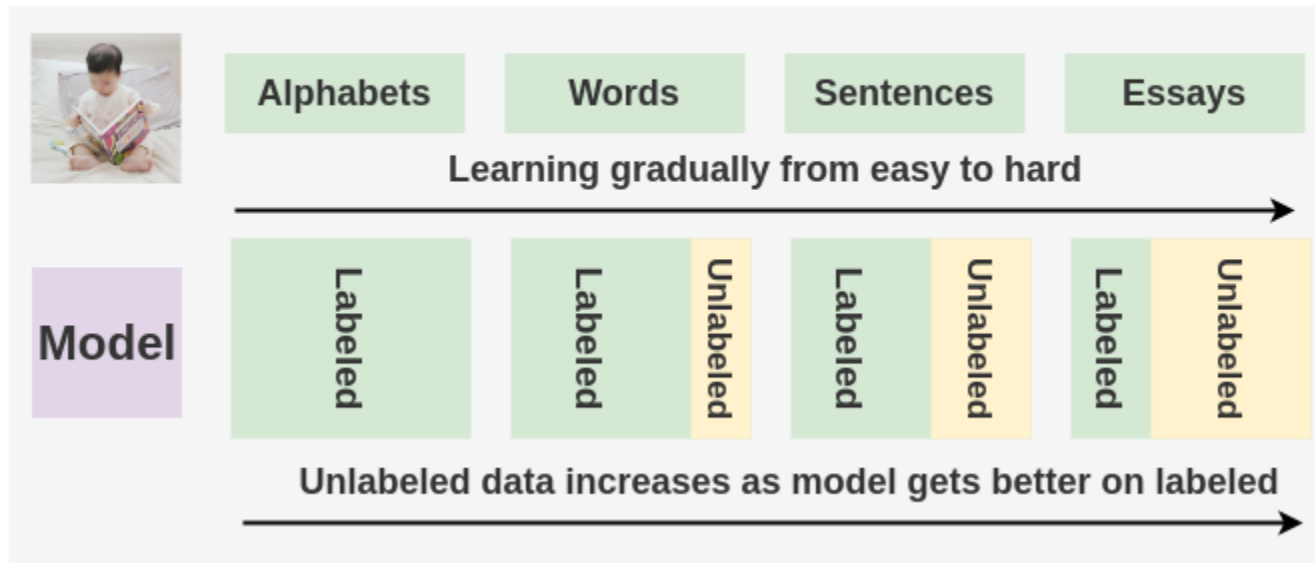 Alphabets
Words
Sentences
Essays
Learning gradually from easy to hard
Model
Labeled
Labeled
Unlabeled
Labeled
Unlabeled
Labeled
Unlabeled
Unlabeled data increases as model gets better on labeled